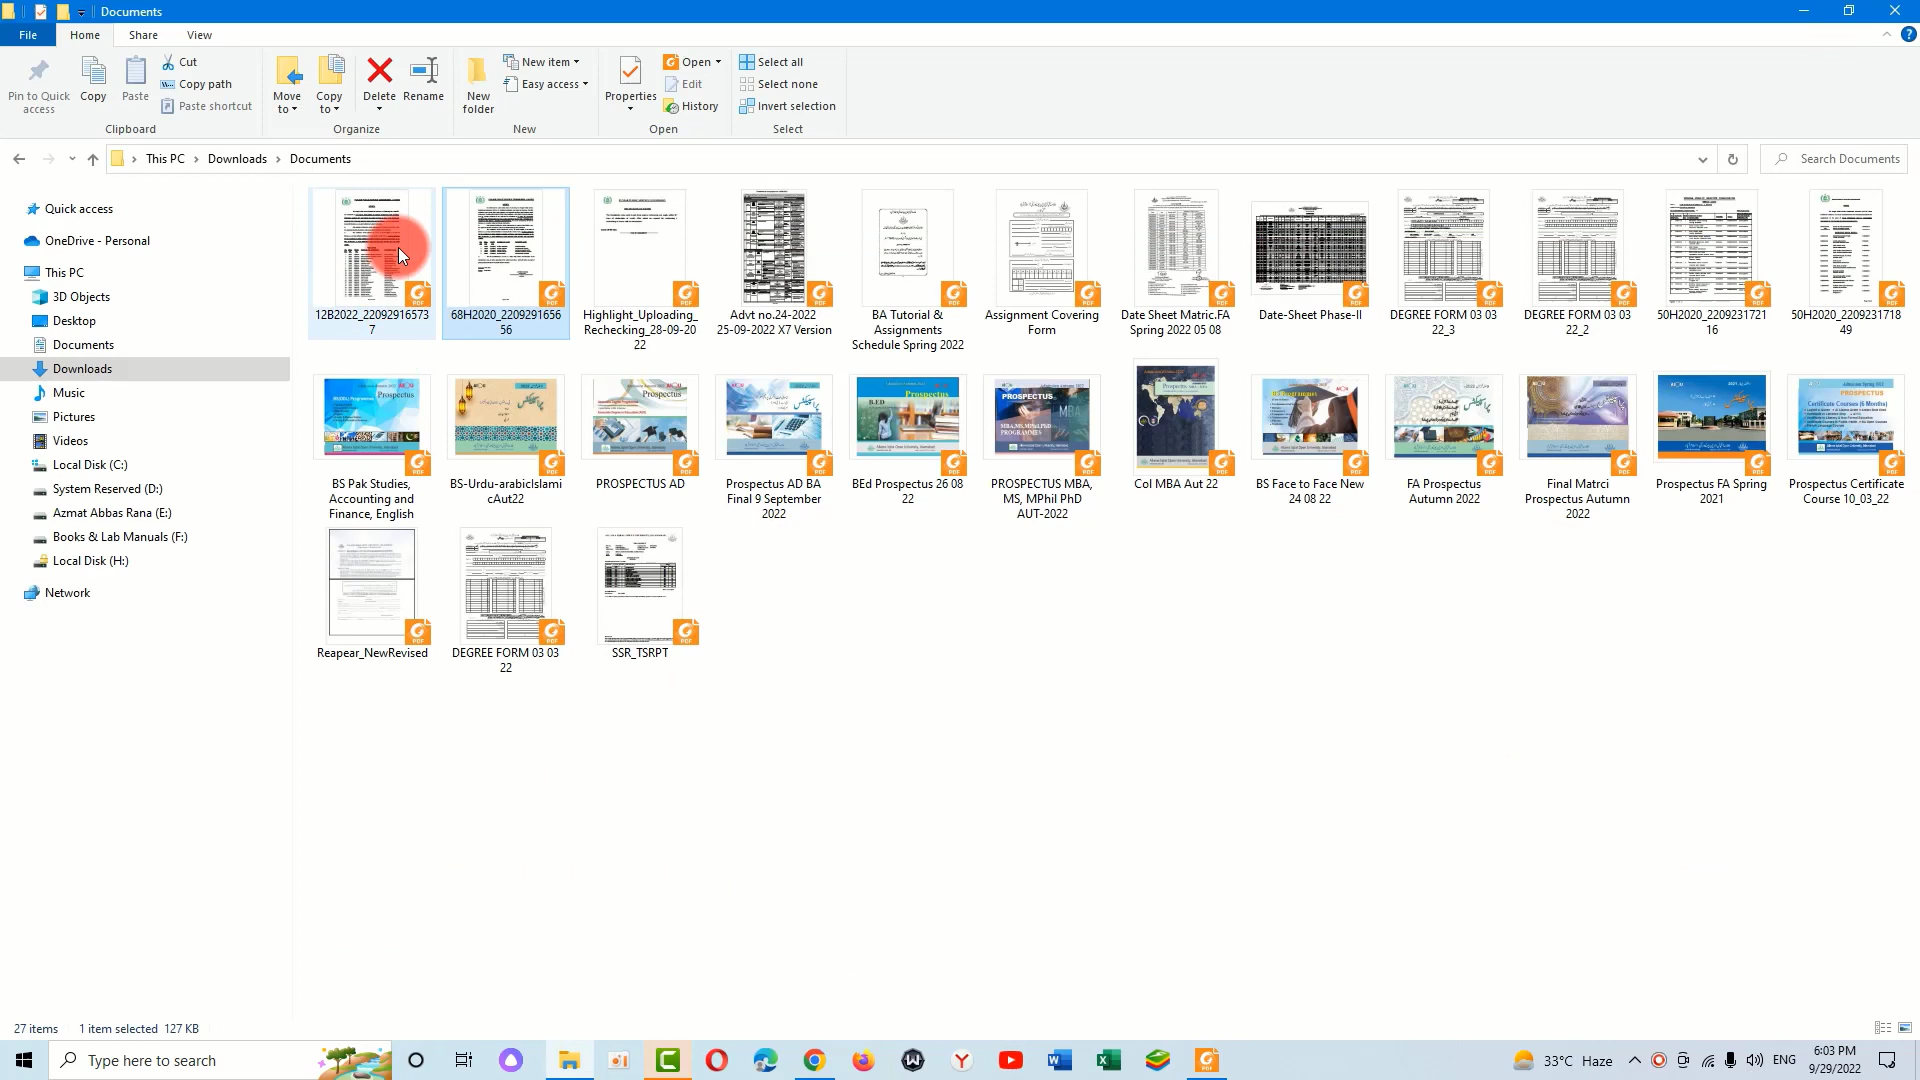 Documents
File
Home
Share
View
Pin to Quick
access
Copy
Paste
Cut
Copy path
Paste shortcut
Clipboard
Move
to
Copy
to
Delete
Rename
Organize
New
folder
New item
Easy access
New
Properties
Open
Edit
History
Open
Select all
Select none
Invert selection
Select
This PC
Downloads
Documents
Search Documents
Quick access
OneDrive - Personal
This PC
3D Objects
Desktop
Documents
Downloads
Music
Pictures
Videos
Local Disk (C:)
System Reserved (D:)
Azmat Abbas Rana (E:)
Books & Lab Manuals (F:)
Local Disk (H:)
Network
12B2022_22092916573
7
68H2020_2209291656
56
Highlight_Uploading_
Rechecking_28-09-20
22
Advt no.24-2022
25-09-2022 X7 Version
BA Tutorial &
Assignments
Schedule Spring 2022
Assignment Covering
Form
Date Sheet Matric.FA
Spring 2022 05 08
Date-Sheet Phase-II
DEGREE FORM 03 03
22_3
DEGREE FORM 03 03
22_2
50H2020_2209231721
16
50H2020_2209231718
49
BS Pak Studies,
Accounting and
Finance, English
BS-Urdu-arabicIslami
cAut22
PROSPECTUS AD
Prospectus AD BA
Final 9 September
2022
BEd Prospectus 26 08
22
PROSPECTUS MBA,
MS, MPhil PhD
AUT-2022
Col MBA Aut 22
BS Face to Face New
24 08 22
FA Prospectus
Autumn 2022
Final Matrci
Prospectus Autumn
2022
Prospectus FA Spring
2021
Prospectus Certificate
Course 10_03_22
Reapear_NewRevised
DEGREE FORM 03 03
22
SSR_TSRPT
27 items
1 item selected 127 KB
Type here to search
33°C Haze
ENG
6:03 PM
9/29/2022